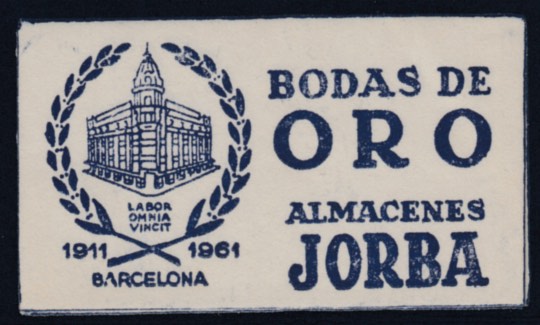 LABOR
OMNIA
VINCIT
1911 1961
BARCELONA
BODAS DE
ORO
ALMACENES
JORBA